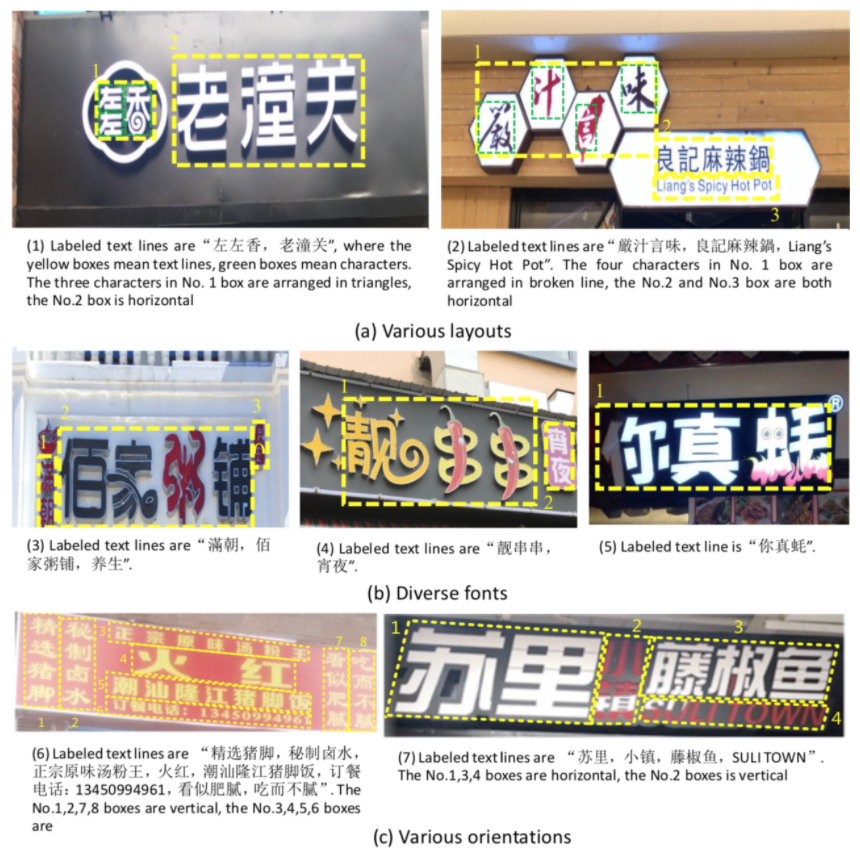 1
2
左左香
老潼关
(1) Labeled text lines are “左左香，老潼关”, where the
yellow boxes mean text lines, green boxes mean characters.
The three characters in No. 1 box are arranged in triangles,
the No.2 box is horizontal
1
嚴汁言味
2
良記麻辣鍋
Liang's Spicy Hot Pot
3
(2) Labeled text lines are “厳汁言味，良記麻辣鍋，Liang's
Spicy Hot Pot”. The four characters in No. 1 box are
arranged in broken line, the No.2 and No.3 box are both
horizontal
(a) Various layouts
1
2
3
佰家粥铺
(3) Labeled text lines are “滿朝，佰
家粥铺，养生”.
1
靓串串
宵夜
2
(4) Labeled text lines are “靓串串，
宵夜”.
1
你真蚝
®
(5) Labeled text line is “你真蚝”.
(b) Diverse fonts
精选猪脚
秘制卤水
3
正宗原味汤粉王
4
火红
5
潮汕隆江猪脚饭
6
订餐电话：13450994961
7
看似肥腻
8
吃而不腻
1
2
(6) Labeled text lines are “精选猪脚，秘制卤水，
正宗原味汤粉王，火红，潮汕隆江猪脚饭，订餐
电话：13450994961，看似肥腻，吃而不腻”. The
No.1,2,7,8 boxes are vertical, the No.3,4,5,6 boxes
are
1
苏里
2
小镇
3
藤椒鱼
SULI TOWN
4
(7) Labeled text lines are “苏里，小镇，藤椒鱼，SULI TOWN”.
The No.1,3,4 boxes are horizontal, the No.2 boxes is vertical
(c) Various orientations